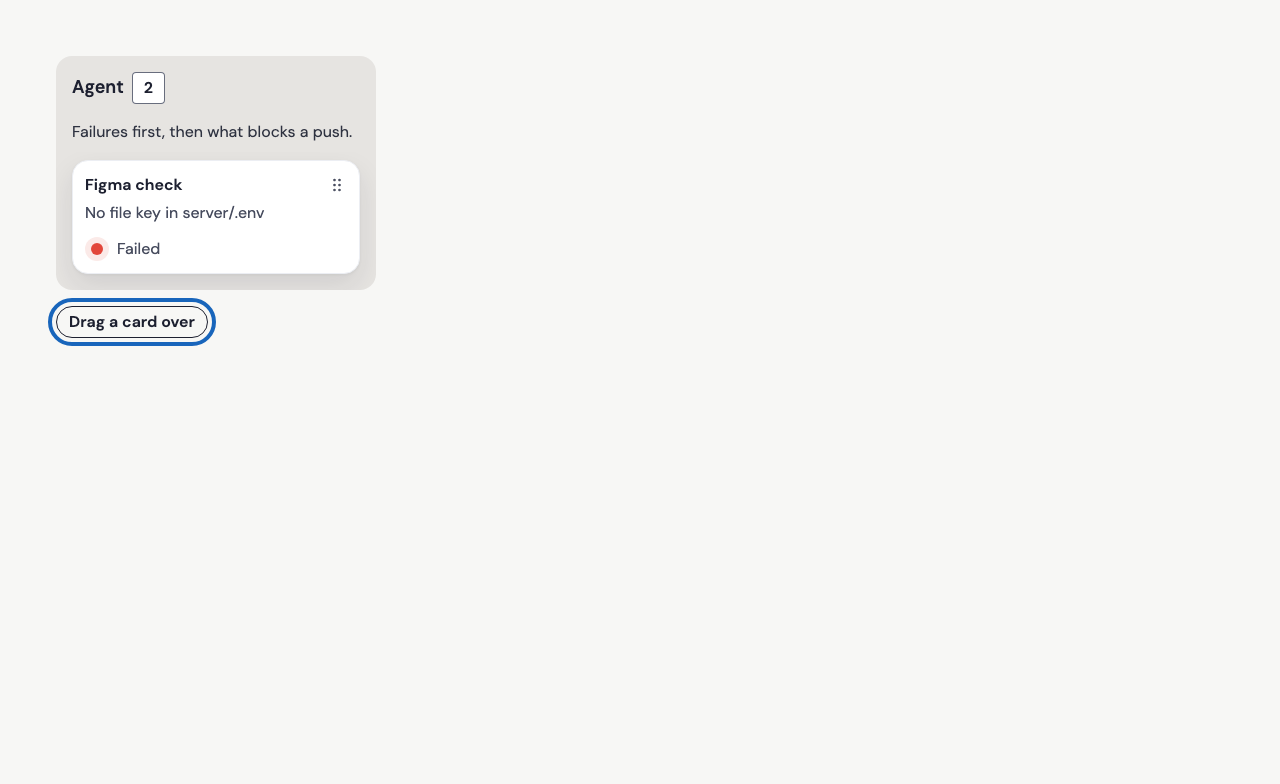 Agent 2
Failures first, then what blocks a push.
Figma check
No file key in server/.env
Failed
Drag a card over